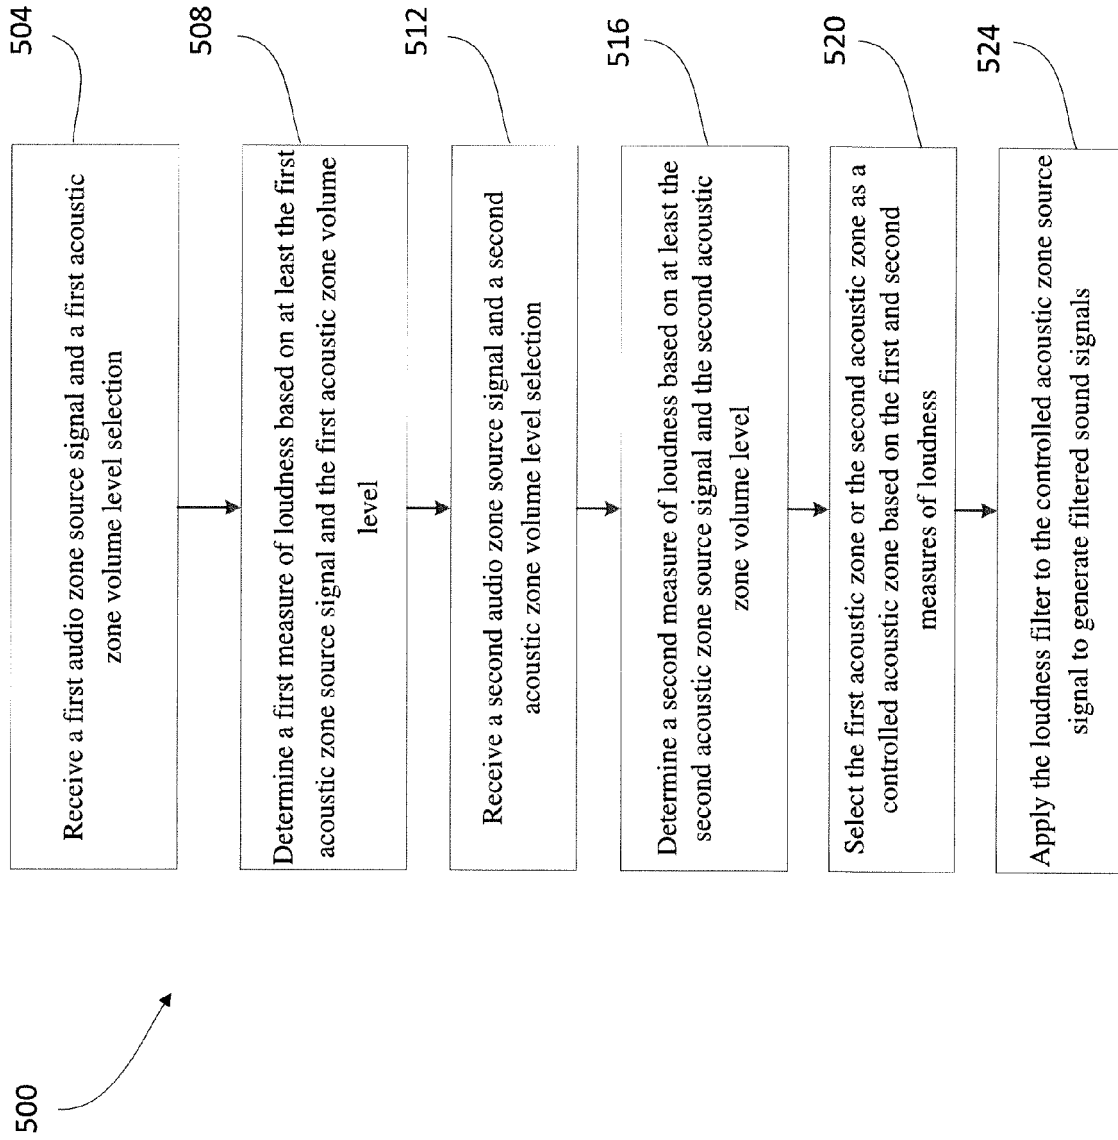 500
504
Receive a first audio zone source signal and a first acoustic
zone volume level selection
508
Determine a first measure of loudness based on at least the first
acoustic zone source signal and the first acoustic zone volume
level
512
Receive a second audio zone source signal and a second
acoustic zone volume level selection
516
Determine a second measure of loudness based on at least the
second acoustic zone source signal and the second acoustic
zone volume level
520
Select the first acoustic zone or the second acoustic zone as a
controlled acoustic zone based on the first and second
measures of loudness
524
Apply the loudness filter to the controlled acoustic zone source
signal to generate filtered sound signals